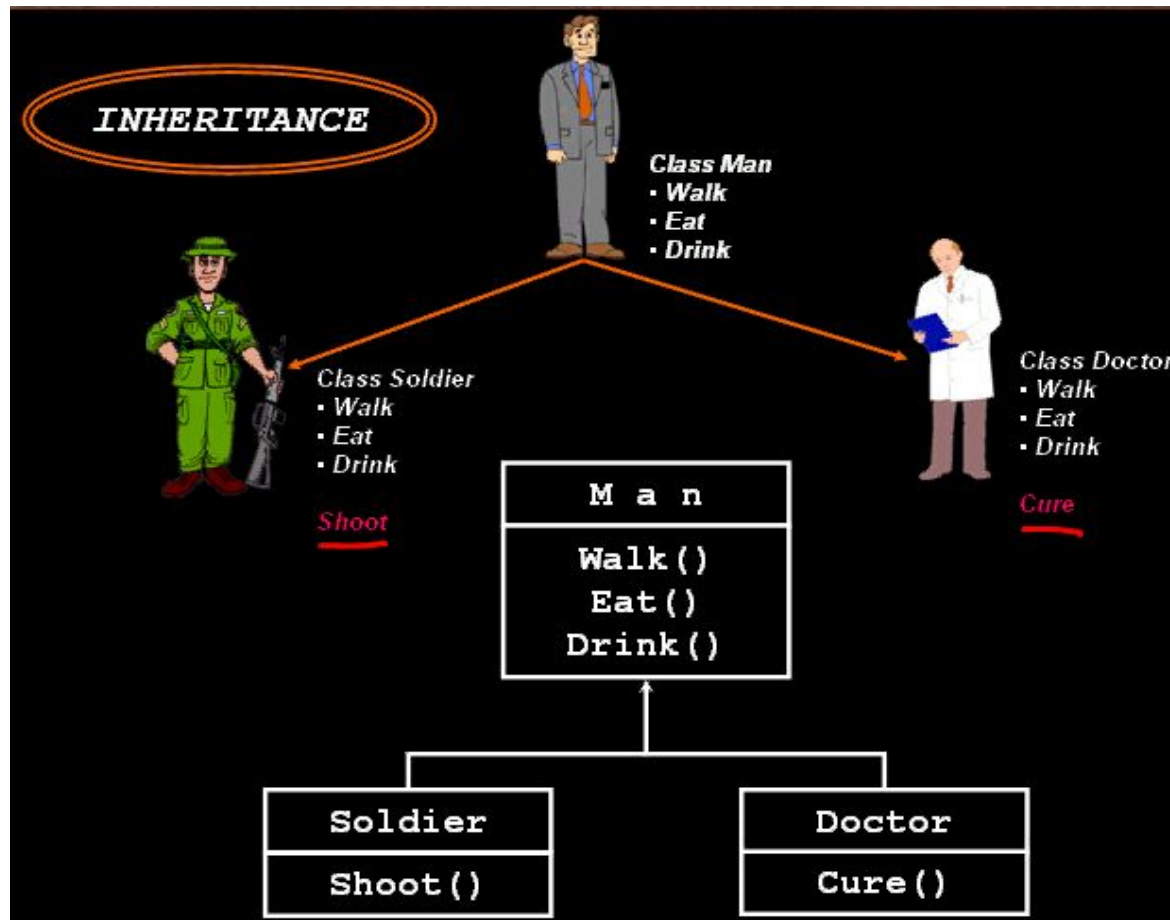 INHERITANCE
Class Man
▪ Walk
▪ Eat
▪ Drink
Class Soldier
▪ Walk
▪ Eat
▪ Drink
Shoot
Class Doctor
▪ Walk
▪ Eat
▪ Drink
Cure
M a n
Walk()
Eat()
Drink()
Soldier
Shoot()
Doctor
Cure()